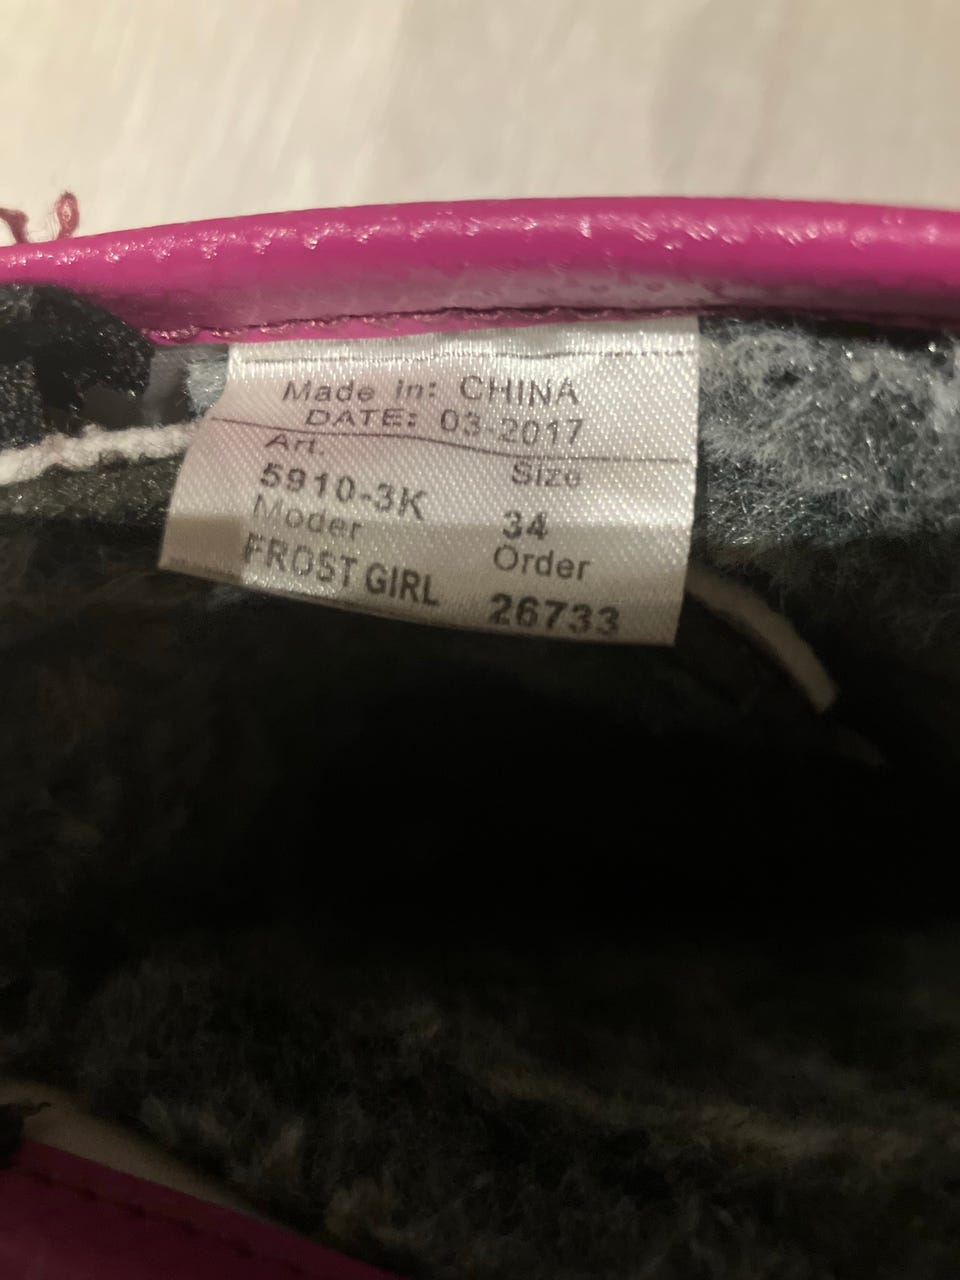 Made in: CHINA
DATE: 03-2017
Art. Size
5910-3K 34
Moder Order
FROST GIRL 26733